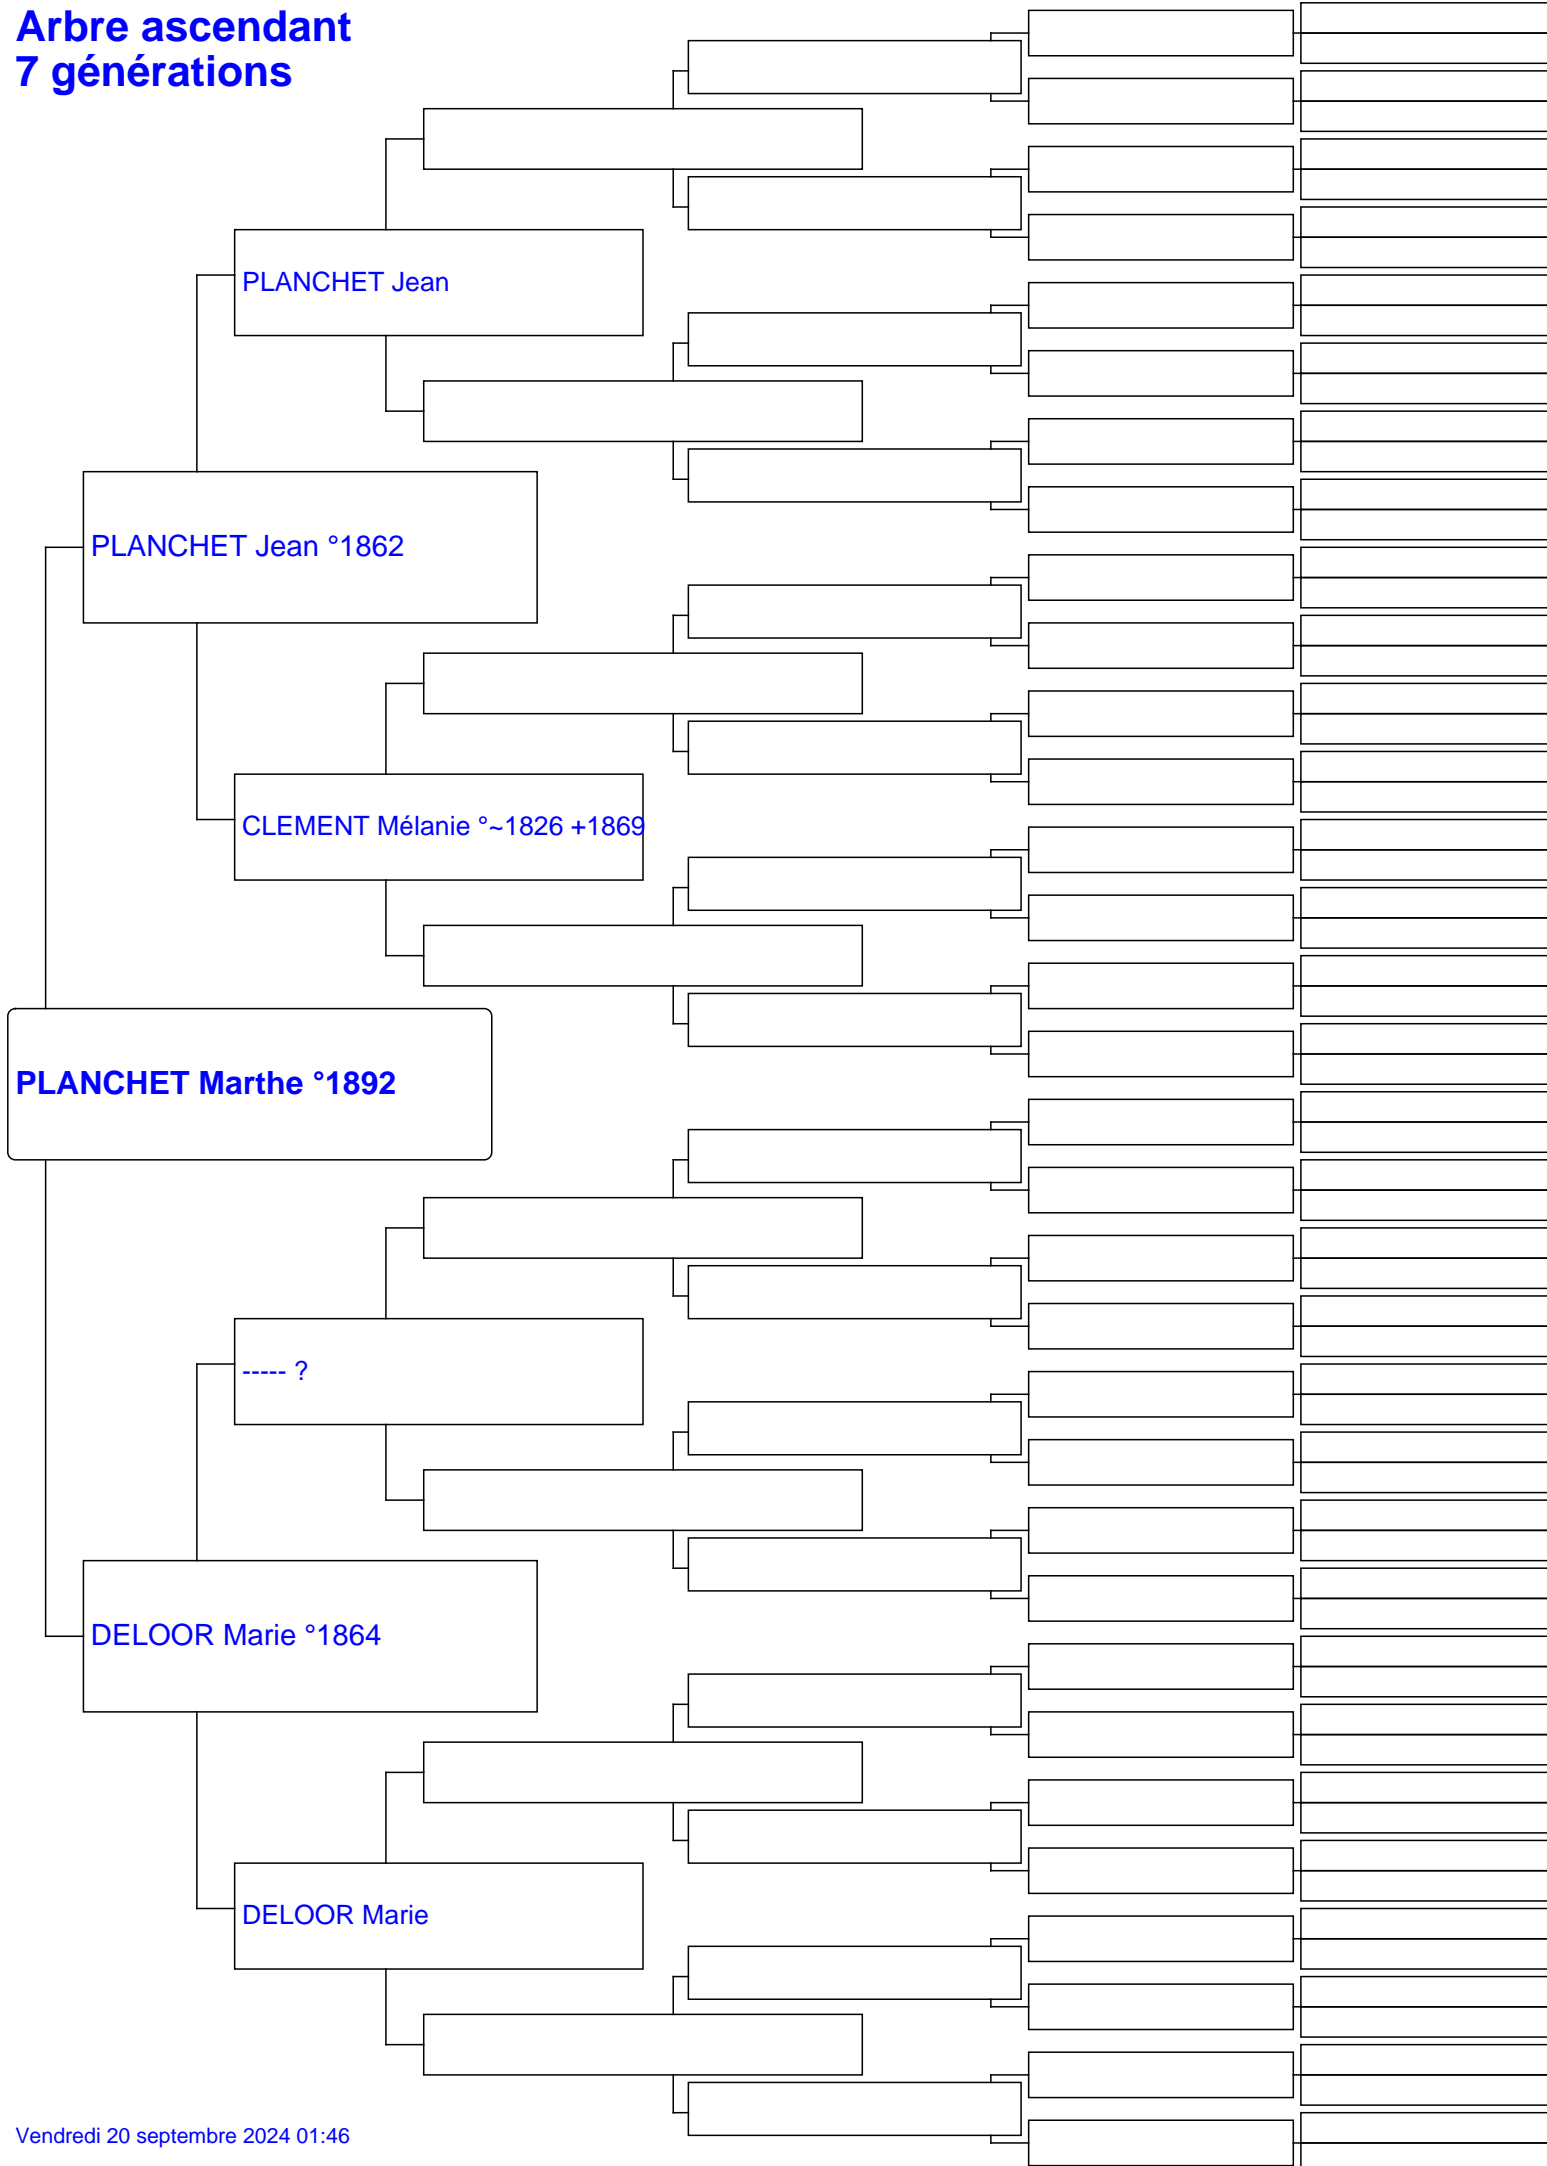 Arbre ascendant
7 générations
PLANCHET Jean
PLANCHET Jean °1862
CLEMENT Mélanie °~1826 +1869
PLANCHET Marthe °1892
----- ?
DELOOR Marie °1864
DELOOR Marie
Vendredi 20 septembre 2024 01:46